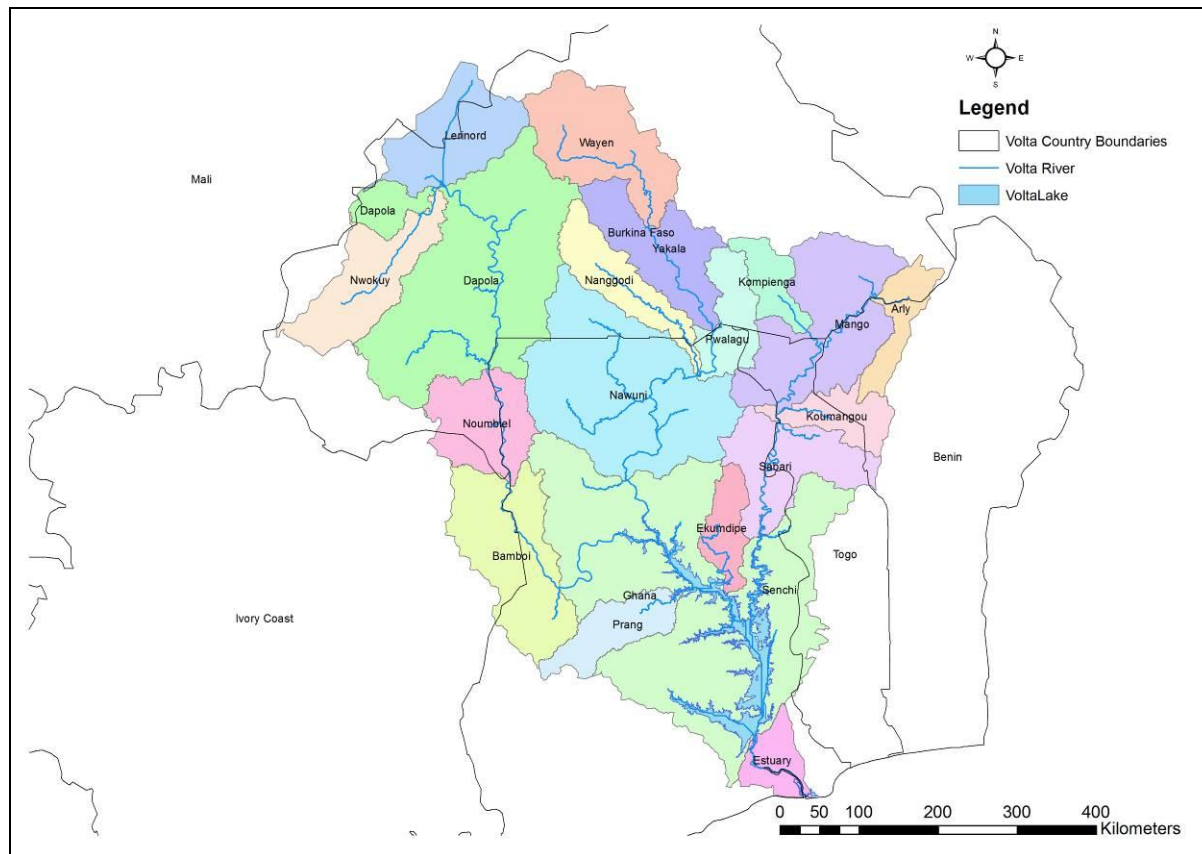 N
W E
S
Legend
Volta Country Boundaries
Volta River
VoltaLake
Lerinord
Wayen
Mali
Dapola
Burkina Faso
Yakala
Nwokuy
Dapola
Nanggodi
Kompienga
Arly
Mango
Pwalagu
Nawuni
Noumbiel
Koumangou
Benin
Sabari
Ekumdipe
Bamboi
Togo
Senchi
Ghana
Ivory Coast
Prang
Estuary
0 50 100 200 300 400
Kilometers